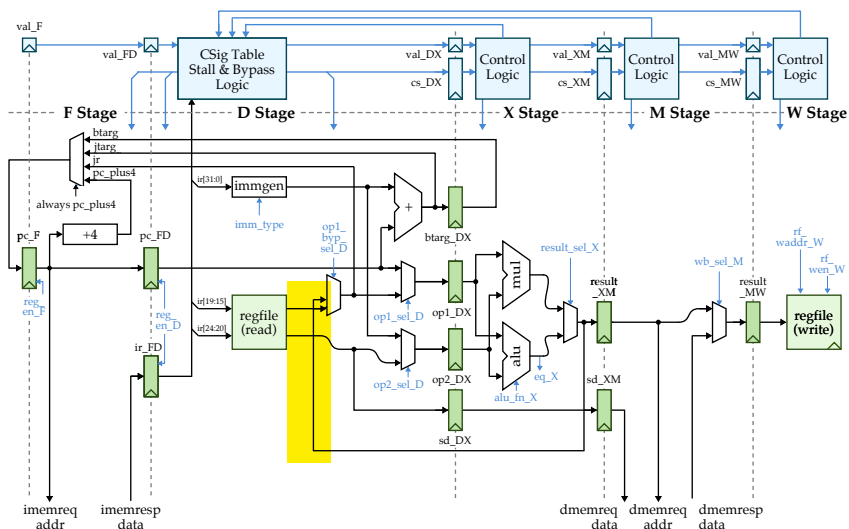 val_F
val_FD
CSig Table
Stall & Bypass
Logic
val_DX
cs_DX
Control
Logic
val_XM
cs_XM
Control
Logic
val_MW
cs_MW
Control
Logic
F Stage
D Stage
X Stage
M Stage
W Stage
btarg
jtarg
jr
pc_plus4
always pc_plus4
ir[31:0]
immgen
imm_type
+
btarg_DX
pc_F
+4
pc_FD
reg_
en_F
reg_
en_D
ir_FD
ir[19:15]
ir[24:20]
regfile
(read)
op1_
byp_
sel_D
op1_sel_D
op2_sel_D
op1_DX
op2_DX
sd_DX
mul
alu
alu_fn_X
eq_X
result_sel_X
result
_XM
sd_XM
wb_sel_M
result
_MW
rf_
waddr_W
rf_
wen_W
regfile
(write)
imemreq
addr
imemresp
data
dmemreq
data
dmemreq
addr
dmemresp
data